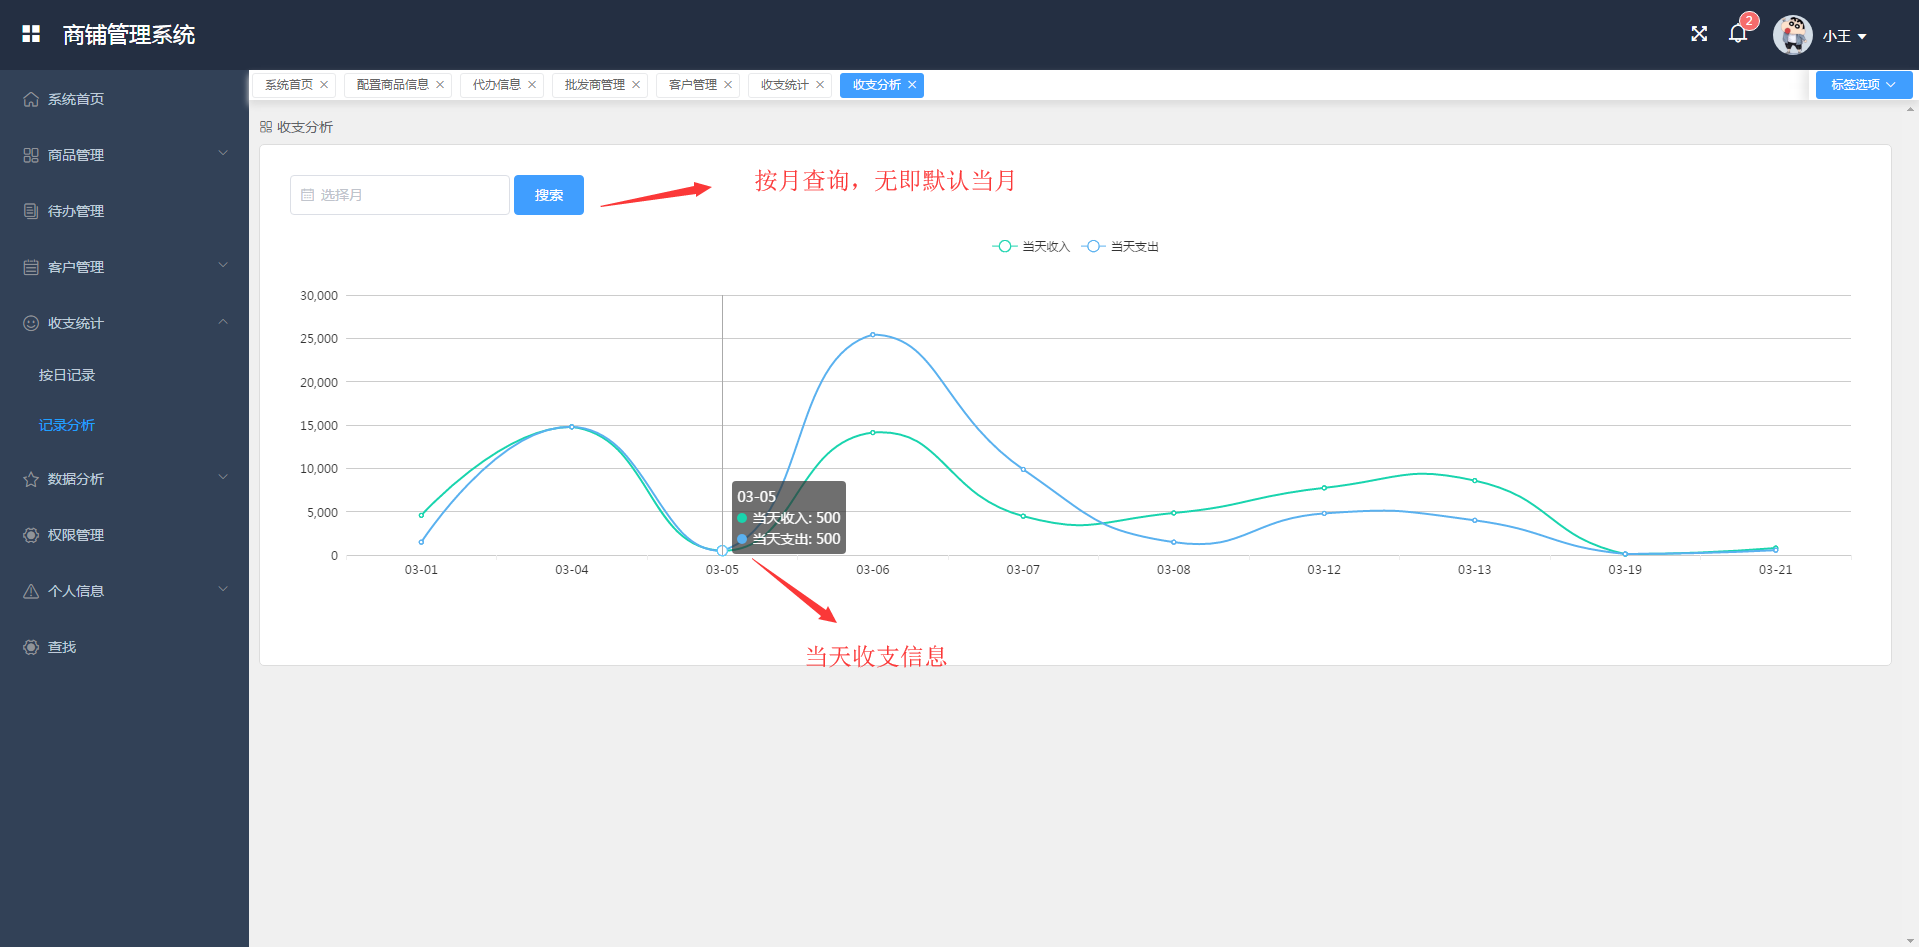 商铺管理系统
2
小王
系统首页
商品管理
待办管理
客户管理
收支统计
按日记录
记录分析
数据分析
权限管理
个人信息
查找
系统首页 配置商品信息 代办信息 批发商管理 客户管理 收支统计 收支分析 标签选项
收支分析
选择月 搜索
按月查询，无即默认当月
当天收入 当天支出
30,000
25,000
20,000
15,000
10,000
5,000
0
03-05
当天收入: 500
当天支出: 500
03-01 03-04 03-05 03-06 03-07 03-08 03-12 03-13 03-19 03-21
当天收支信息